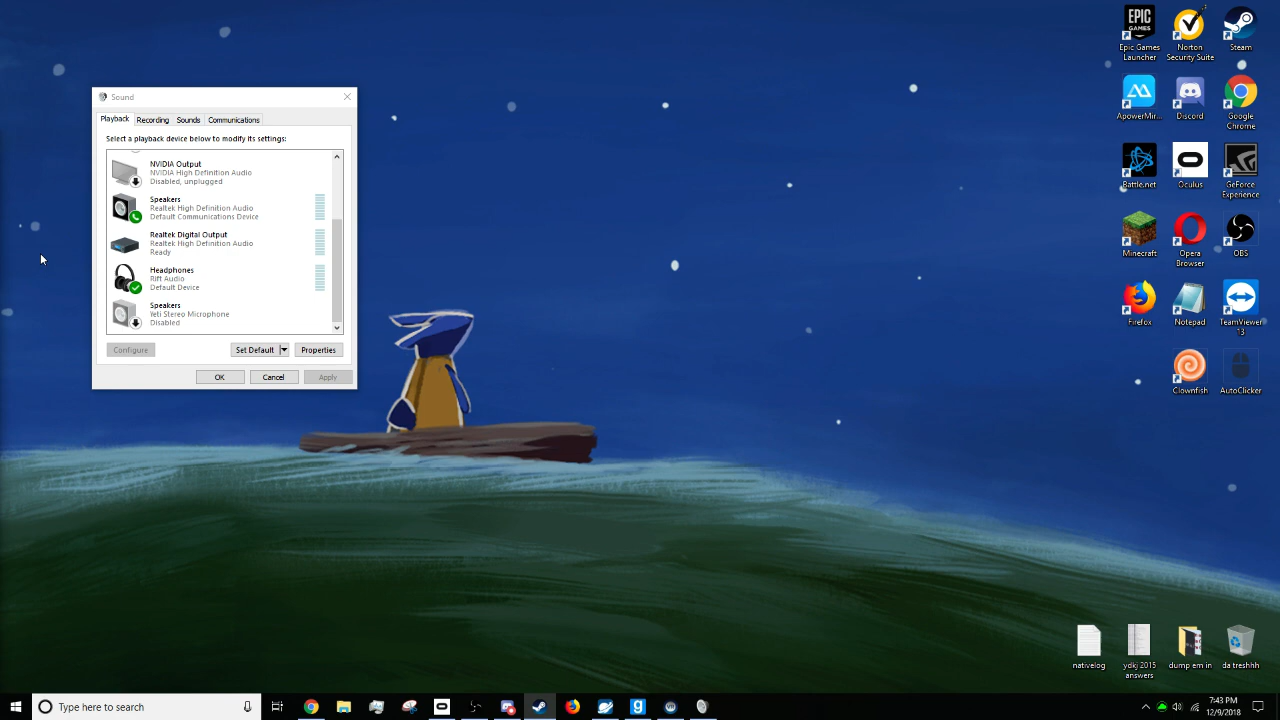 Sound
Playback
Recording
Sounds
Communications
Select a playback device below to modify its settings:
NVIDIA Output
NVIDIA High Definition Audio
Disabled, unplugged
Speakers
Realtek High Definition Audio
Default Communications Device
Realtek Digital Output
Realtek High Definition Audio
Ready
Headphones
Rift Audio
Default Device
Speakers
Yeti Stereo Microphone
Disabled
Configure
Set Default
Properties
OK
Cancel
Apply
EPIC
GAMES
Epic Games
Launcher
Norton
Security Suite
Steam
ApowerMir...
Discord
Google
Chrome
Battle.net
Oculus
GeForce
Experience
Minecraft
Opera
Browser
OBS
Firefox
Notepad
TeamViewer
13
Clownfish
AutoClicker
nativelog
ydkj 2015
answers
dump em in
da treshhh
Type here to search
7:43 PM
12/9/2018